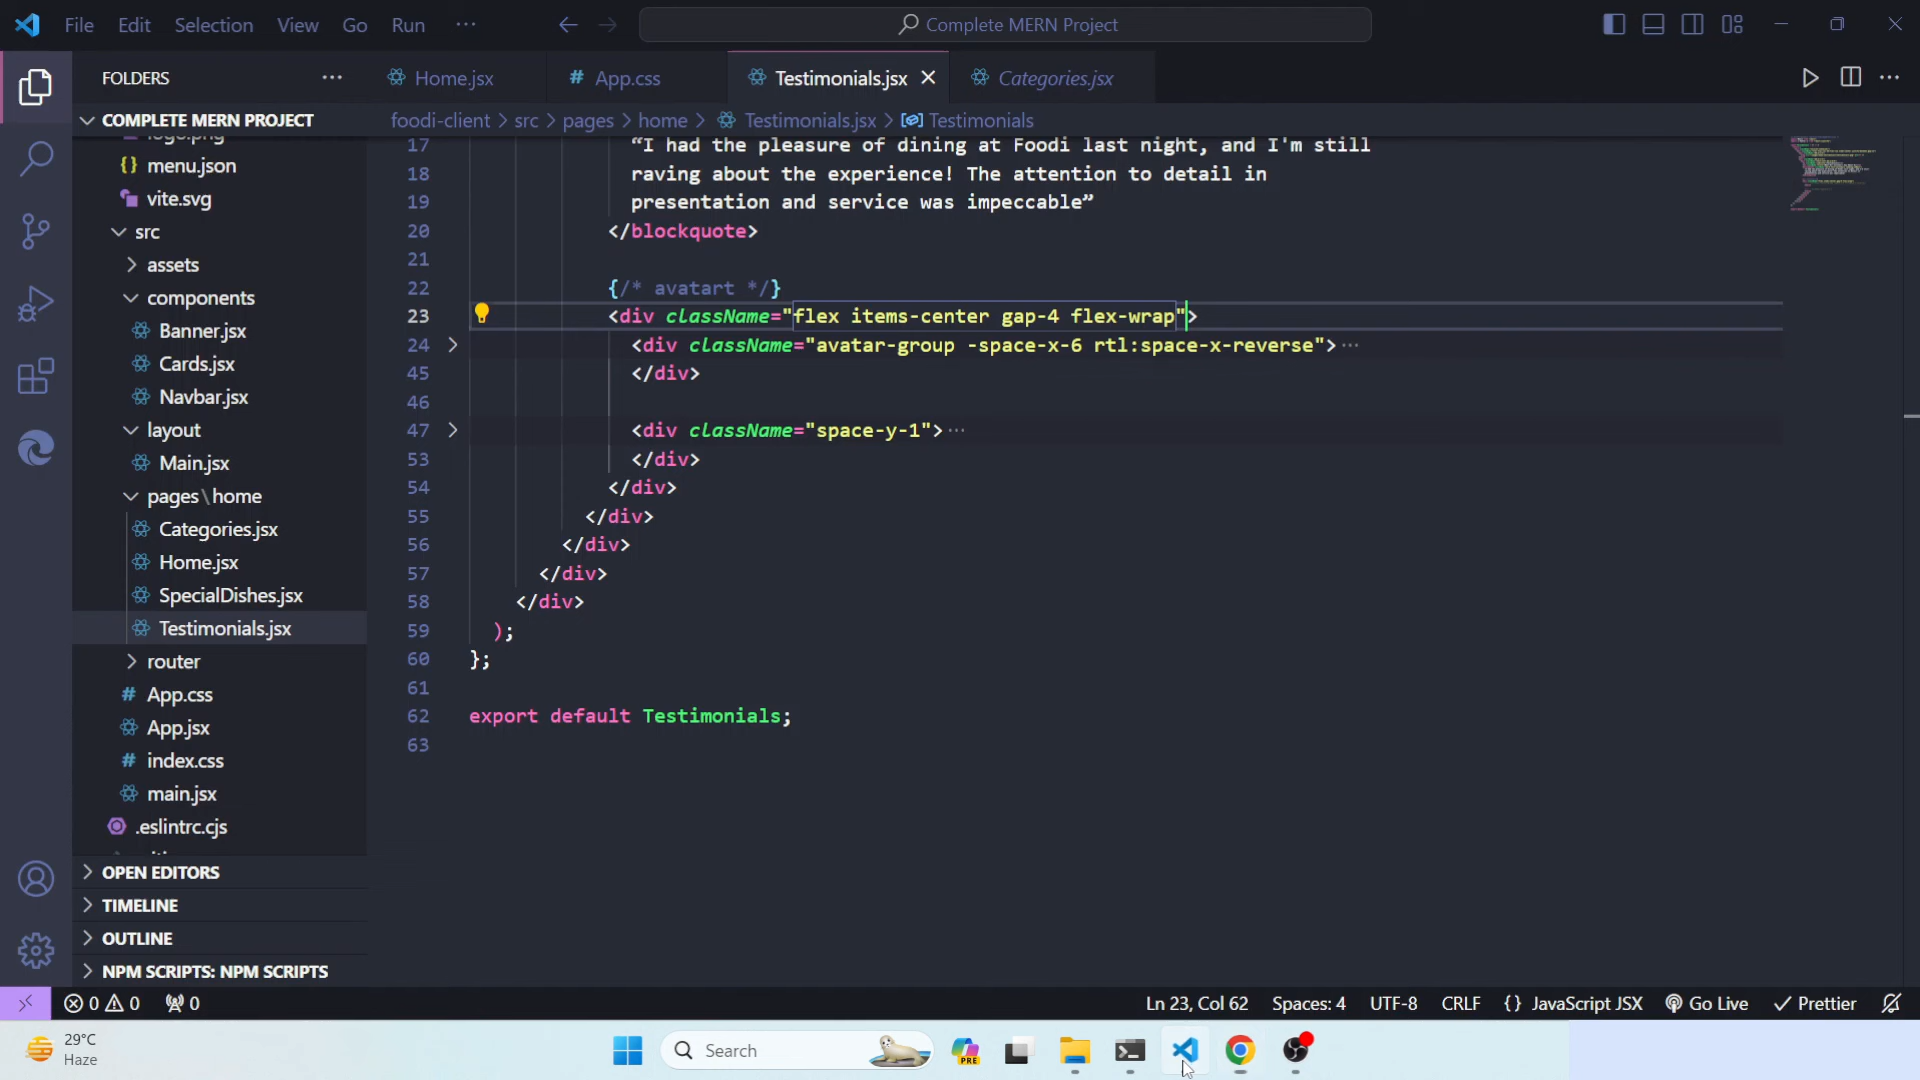 File Edit Selection View Go Run ··· Complete MERN Project
FOLDERS ···
Home.jsx
# App.css
Testimonials.jsx
Categories.jsx
COMPLETE MERN PROJECT
foodi-client > src > pages > home > Testimonials.jsx > Testimonials
logo.png
{} menu.json
vite.svg
src
assets
components
Banner.jsx
Cards.jsx
Navbar.jsx
layout
Main.jsx
pages\home
Categories.jsx
Home.jsx
SpecialDishes.jsx
Testimonials.jsx
router
# App.css
App.jsx
# index.css
main.jsx
.eslintrc.cjs
OPEN EDITORS
TIMELINE
OUTLINE
NPM SCRIPTS: NPM SCRIPTS
17 “I had the pleasure of dining at Foodi last night, and I'm still
18 raving about the experience! The attention to detail in
19 presentation and service was impeccable”
20 </blockquote>
21
22 {/* avatart */}
23 <div className="flex items-center gap-4 flex-wrap">
24 <div className="avatar-group -space-x-6 rtl:space-x-reverse">···
45 </div>
46
47 <div className="space-y-1">···
53 </div>
54 </div>
55 </div>
56 </div>
57 </div>
58 </div>
59 );
60 };
61
62 export default Testimonials;
63
0 0 0 Ln 23, Col 62 Spaces: 4 UTF-8 CRLF {} JavaScript JSX Go Live Prettier
29°C
Haze
Search
PRE